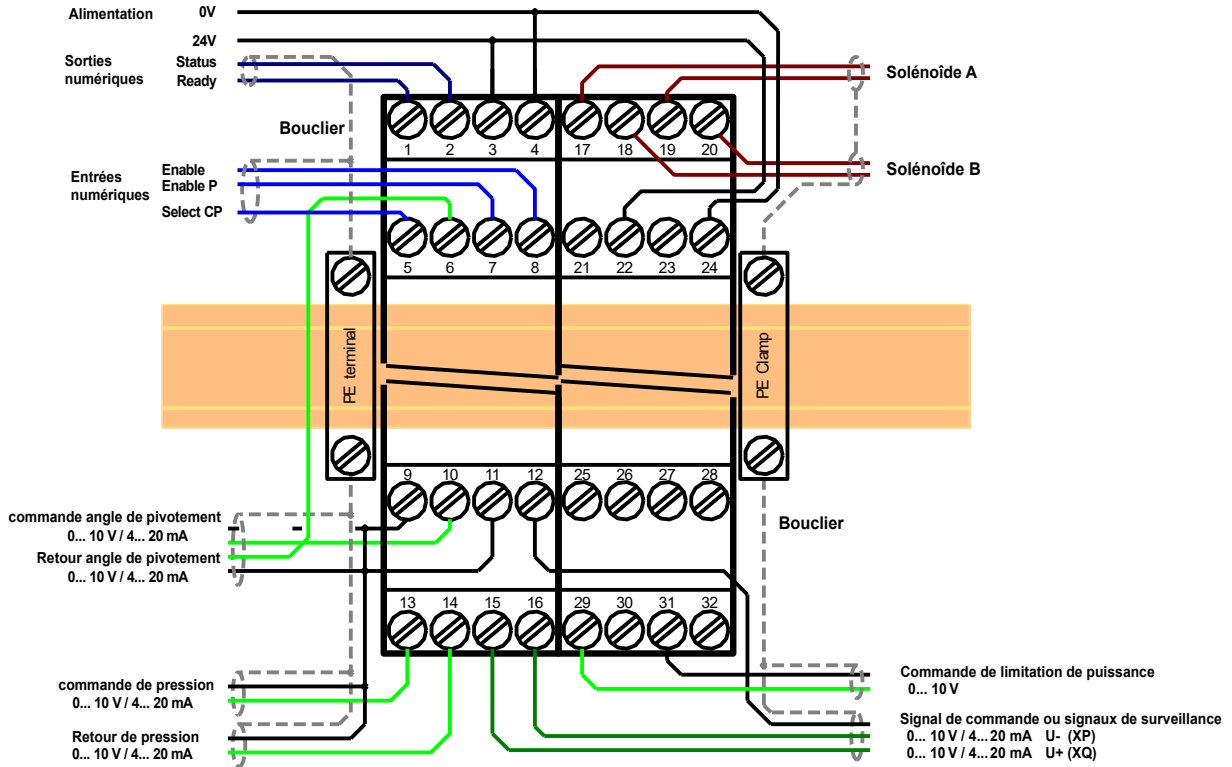 Alimentation 0V
24V
Sorties
numériques
Status
Ready
Bouclier
Solénoîde A
Solénoîde B
1 2 3 4 17 18 19 20
Entrées
numériques
Enable
Enable P
Select CP
5 6 7 8 21 22 23 24
PE terminal
PE Clamp
9 10 11 12 25 26 27 28
commande angle de pivotement
0... 10 V / 4... 20 mA
Retour angle de pivotement
0... 10 V / 4... 20 mA
Bouclier
13 14 15 16 29 30 31 32
commande de pression
0... 10 V / 4... 20 mA
Retour de pression
0... 10 V / 4... 20 mA
Commande de limitation de puissance
0... 10 V
Signal de commande ou signaux de surveillance
0... 10 V / 4... 20 mA U- (XP)
0... 10 V / 4... 20 mA U+ (XQ)